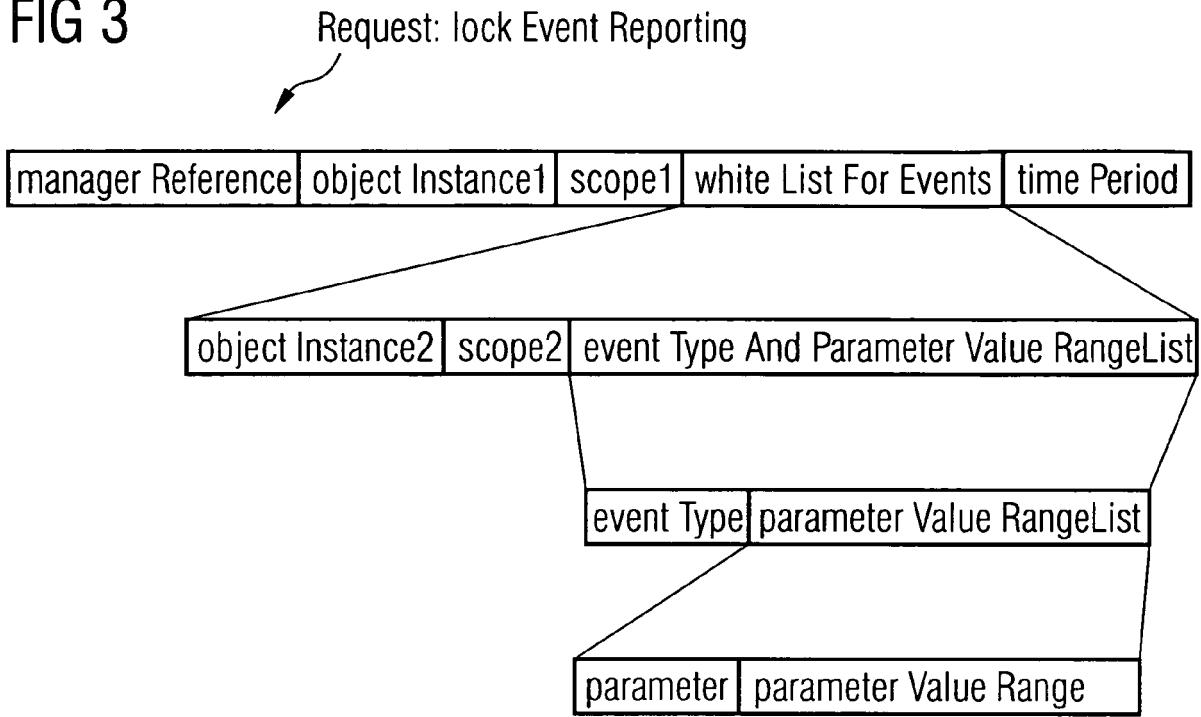 FIG 3
Request: lock Event Reporting
manager Reference object Instance1 scope1 white List For Events time Period
object Instance2 scope2 event Type And Parameter Value RangeList
event Type parameter Value RangeList
parameter parameter Value Range